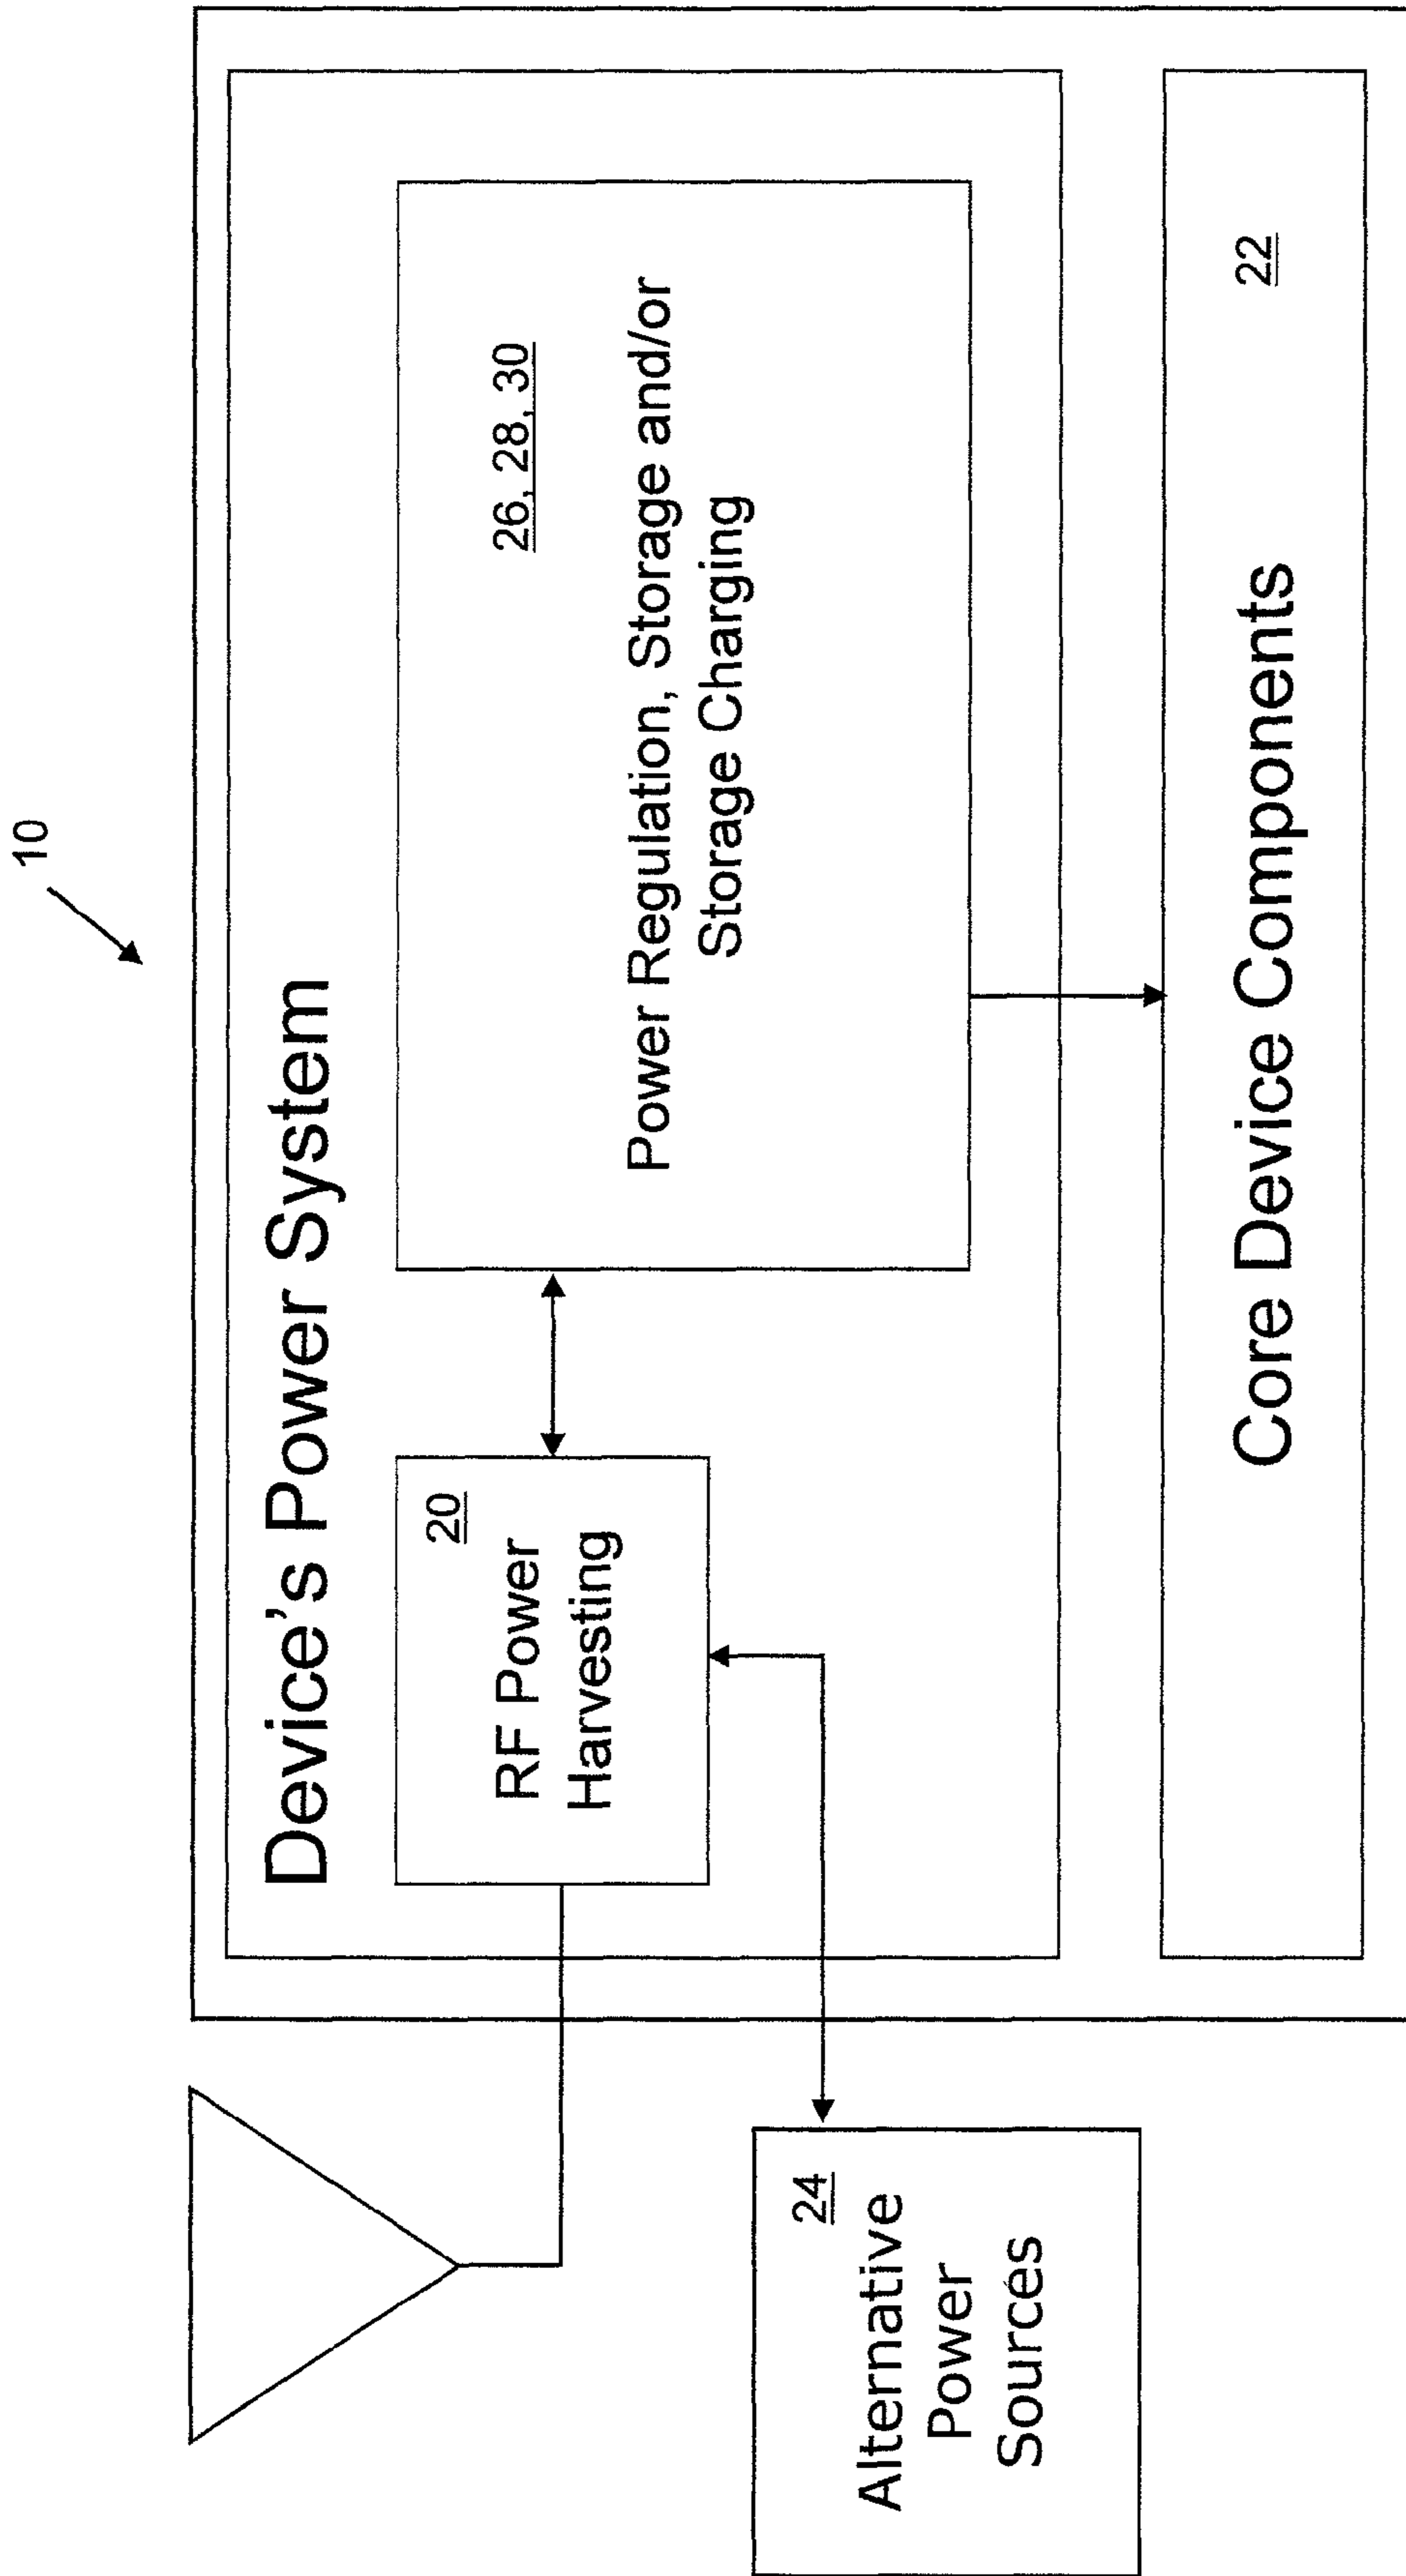 10
Device's Power System
26, 28, 30
Power Regulation, Storage and/or
Storage Charging
20
RF Power
Harvesting
24
Alternative
Power
Sources
Core Device Components
22